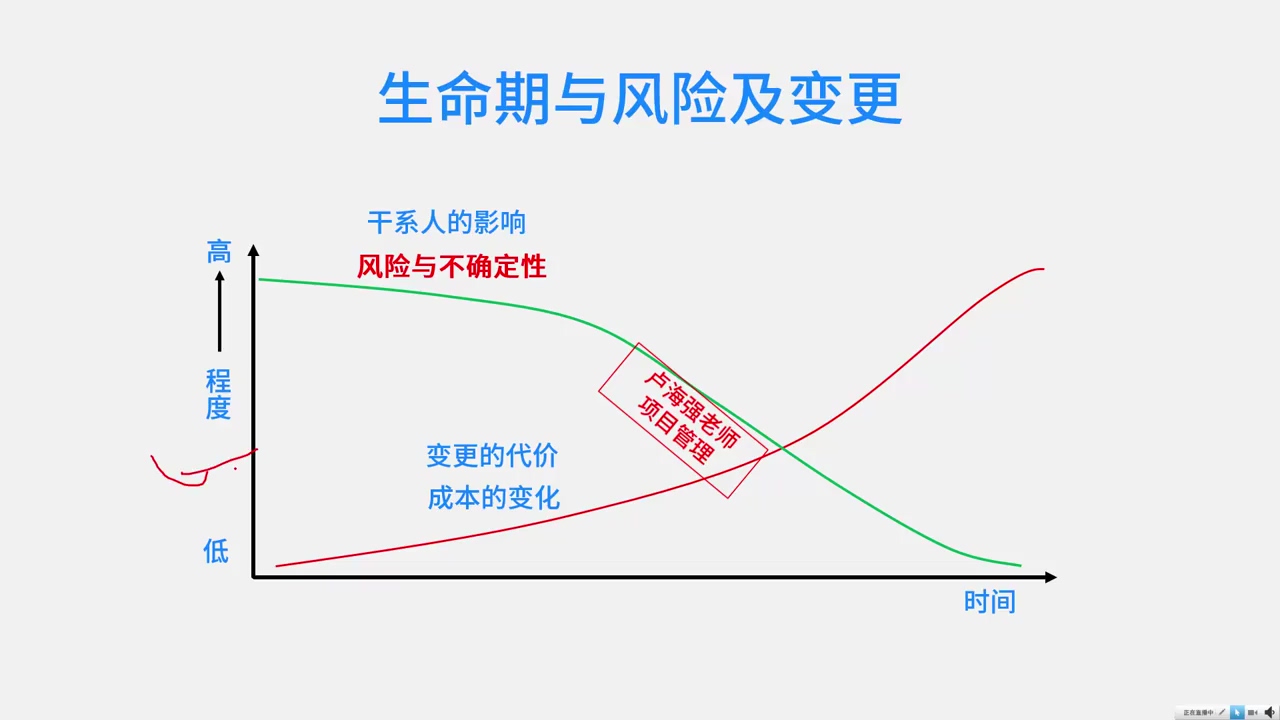 生命期与风险及变更
干系人的影响
风险与不确定性
高
程度
卢海强老师
项目管理
变更的代价
成本的变化
低
时间
正在直播中